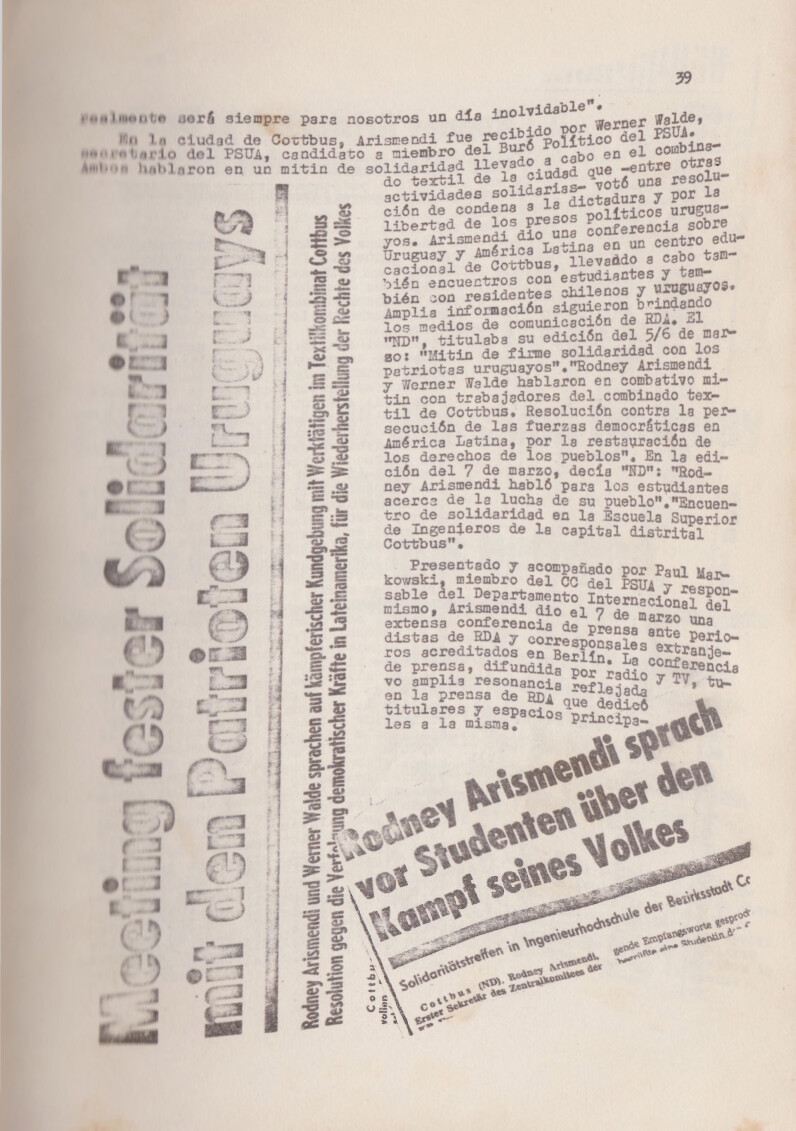 39
realmente será siempre para nosotros un día inolvidable".
En la ciudad de Cottbus, Arismendi fue recibido por Werner Walde,
secretario del PSUA, candidato a miembro del Buró Político del PSUA.
Ambos hablaron en un mitin de solidaridad llevado a cabo en el combina-
do textil de la ciudad que -entre otras
actividades solidarias- votó una resolu-
ción de condena a la dictadura y por la
libertad de los presos políticos urugua-
yos. Arismendi dio una conferencia sobre
Uruguay y América Latina en un centro edu-
cacional de Cottbus, llevando a cabo tam-
bién encuentros con estudiantes y tam-
bién con residentes chilenos y uruguayos.
Amplia información siguieron brindando
los medios de comunicación de RDA. El
"ND", titulaba su edición del 5/6 de mar-
so: "Mitin de firme solidaridad con los
patriotas uruguayos"."Rodney Arismendi
y Werner Walde hablaron en combativo mi-
tin con trabajadores del combinado tex-
til de Cottbus. Resolución contra la per-
secución de las fuerzas democráticas en
América Latina, por la restauración de
los derechos de los pueblos". En la edi-
ción del 7 de marzo, decía "ND": "Rod-
ney Arismendi habló para los estudiantes
acerca de la lucha de su pueblo"."Encuen-
tro de solidaridad en la Escuela Superior
de Ingenieros de la capital distrital
Cottbus".
Presentado y acompañado por Paul Mar-
kowski, miembro del CC del PSUA y respon-
sable del Departamento Internacional del
mismo, Arismendi dio el 7 de marzo una
extensa conferencia de prensa ante perio-
distas de RDA y corresponsales extranje-
ros acreditados en Berlín. La conferencia
de prensa, difundida por radio y TV, tu-
vo amplia resonancia reflejada
en la prensa de RDA que dedicó
titulares y espacios principa-
les a la misma.
Meeting fester Solidarität
mit den Patrioten Uruguays
Rodney Arismendi und Werner Walde sprachen auf kämpferischer Kundgebung mit Werktätigen im Textilkombinat Cottbus
Resolution gegen die Verfolgung demokratischer Kräfte in Lateinamerika, für die Wiederherstellung der Rechte des Volkes
Rodney Arismendi sprach
vor Studenten über den
Kampf seines Volkes
Solidaritätstreffen in Ingenieurhochschule der Bezirksstadt
Cottbus (ND). Rodney Arismendi,
Erster Sekretär des Zentralkomitees der
gende Empfangsworte
eine Studentin
Cottbu
vollen